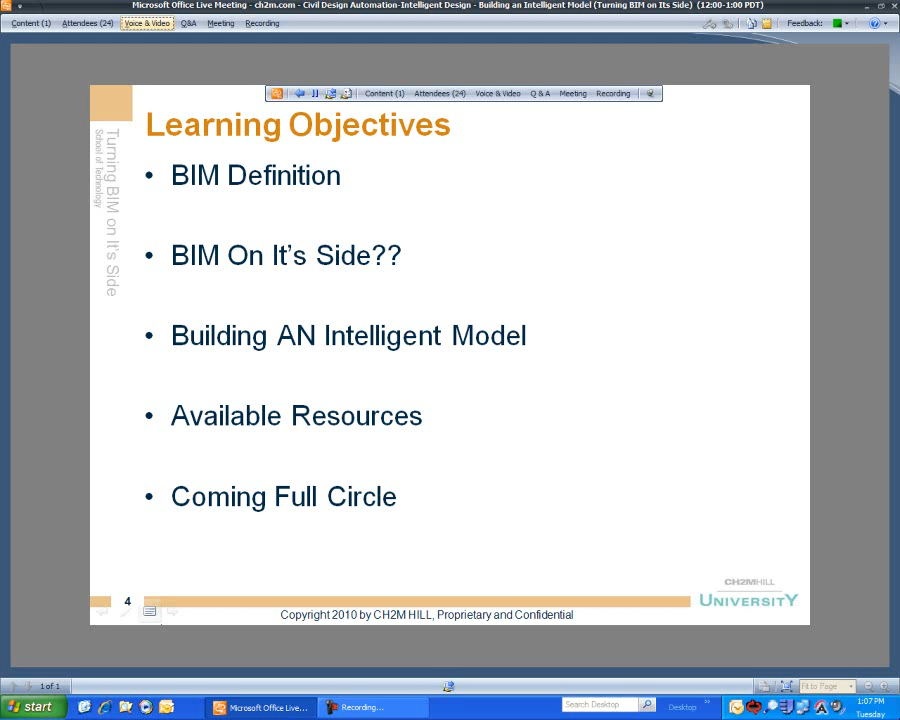 Microsoft Office Live Meeting - ch2m.com - Civil Design Automation-Intelligent Design - Building an Intelligent Model (Turning BIM on Its Side) (12:00-1:00 PDT)
Content (1) Attendees (24) Voice & Video Q&A Meeting Recording Feedback:
Content (1) Attendees (24) Voice & Video Q & A Meeting Recording
Learning Objectives
Turning BIM on It's Side
School of Technology
• BIM Definition
• BIM On It's Side??
• Building AN Intelligent Model
• Available Resources
• Coming Full Circle
CH2MHILL
UNIVERSITY
4
Copyright 2010 by CH2M HILL, Proprietary and Confidential
1 of 1 Fit to Page
start Microsoft Office Live... Recording... Search Desktop Desktop 1:07 PM
Tuesday